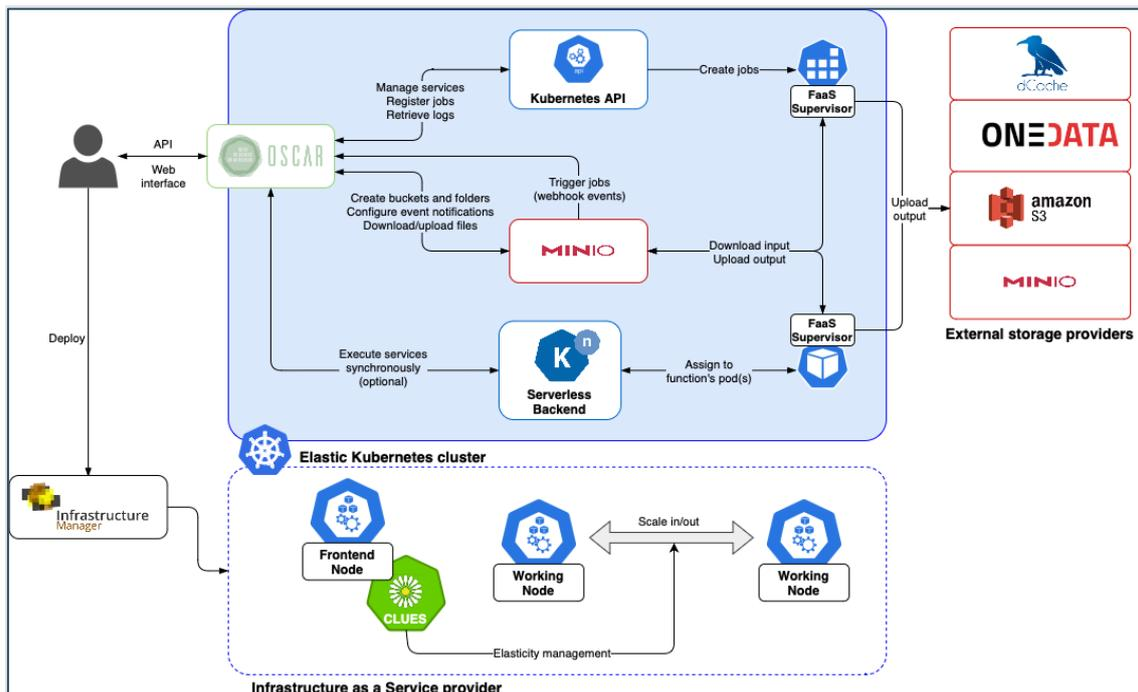 api
Kubernetes API
Create jobs
FaaS
Supervisor
dCache
ONEDATA
amazon
S3
MINIO
External storage providers
Manage services
Register jobs
Retrieve logs
API
Web
interface
OSCAR
Trigger jobs
(webhook events)
Create buckets and folders
Configure event notifications
Download/upload files
MINIO
Download input
Upload output
Upload
output
FaaS
Supervisor
Deploy
Execute services
synchronously
(optional)
K
n
Serverless
Backend
Assign to
function's pod(s)
Elastic Kubernetes cluster
Infrastructure
Manager
Frontend
Node
CLUES
Working
Node
Scale in/out
Working
Node
Elasticity management
Infrastructure as a Service provider